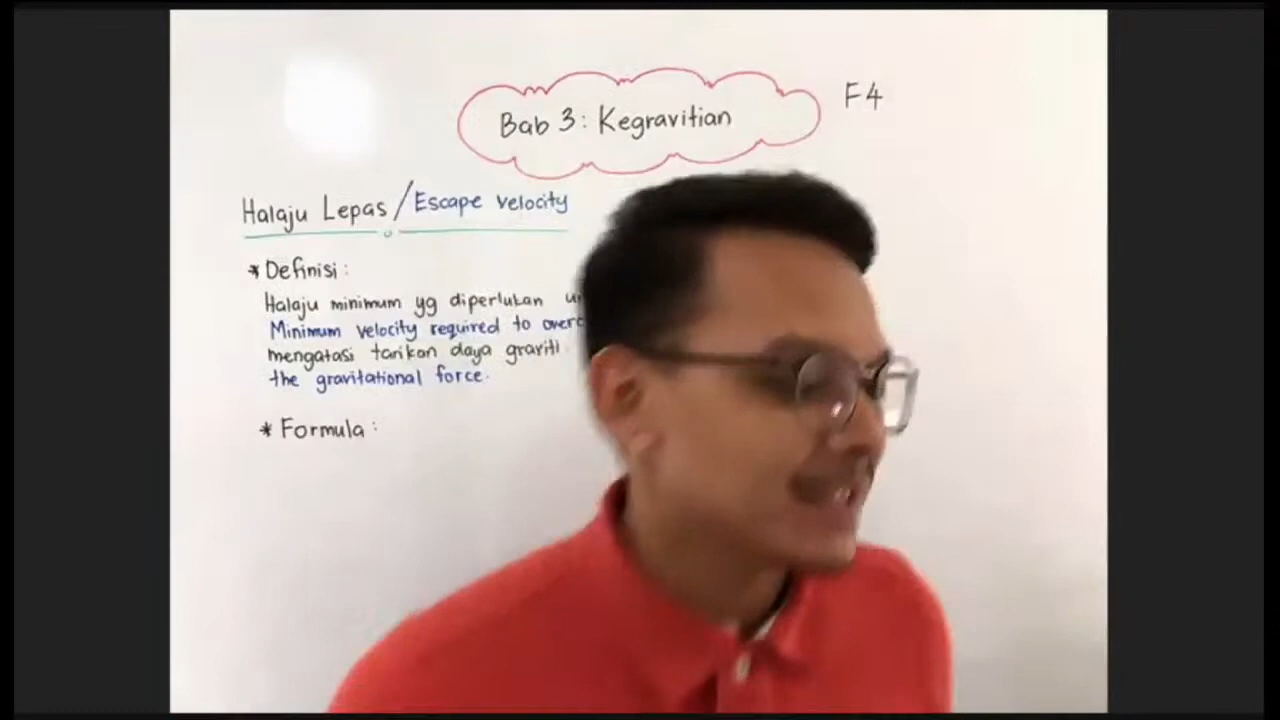 Bab 3: Kegravitian
F4
Halaju Lepas / Escape velocity
* Definisi :
Halaju minimum yg diperlukan
Minimum velocity required to
mengatasi tarikan daya graviti
the gravitational force.
* Formula :